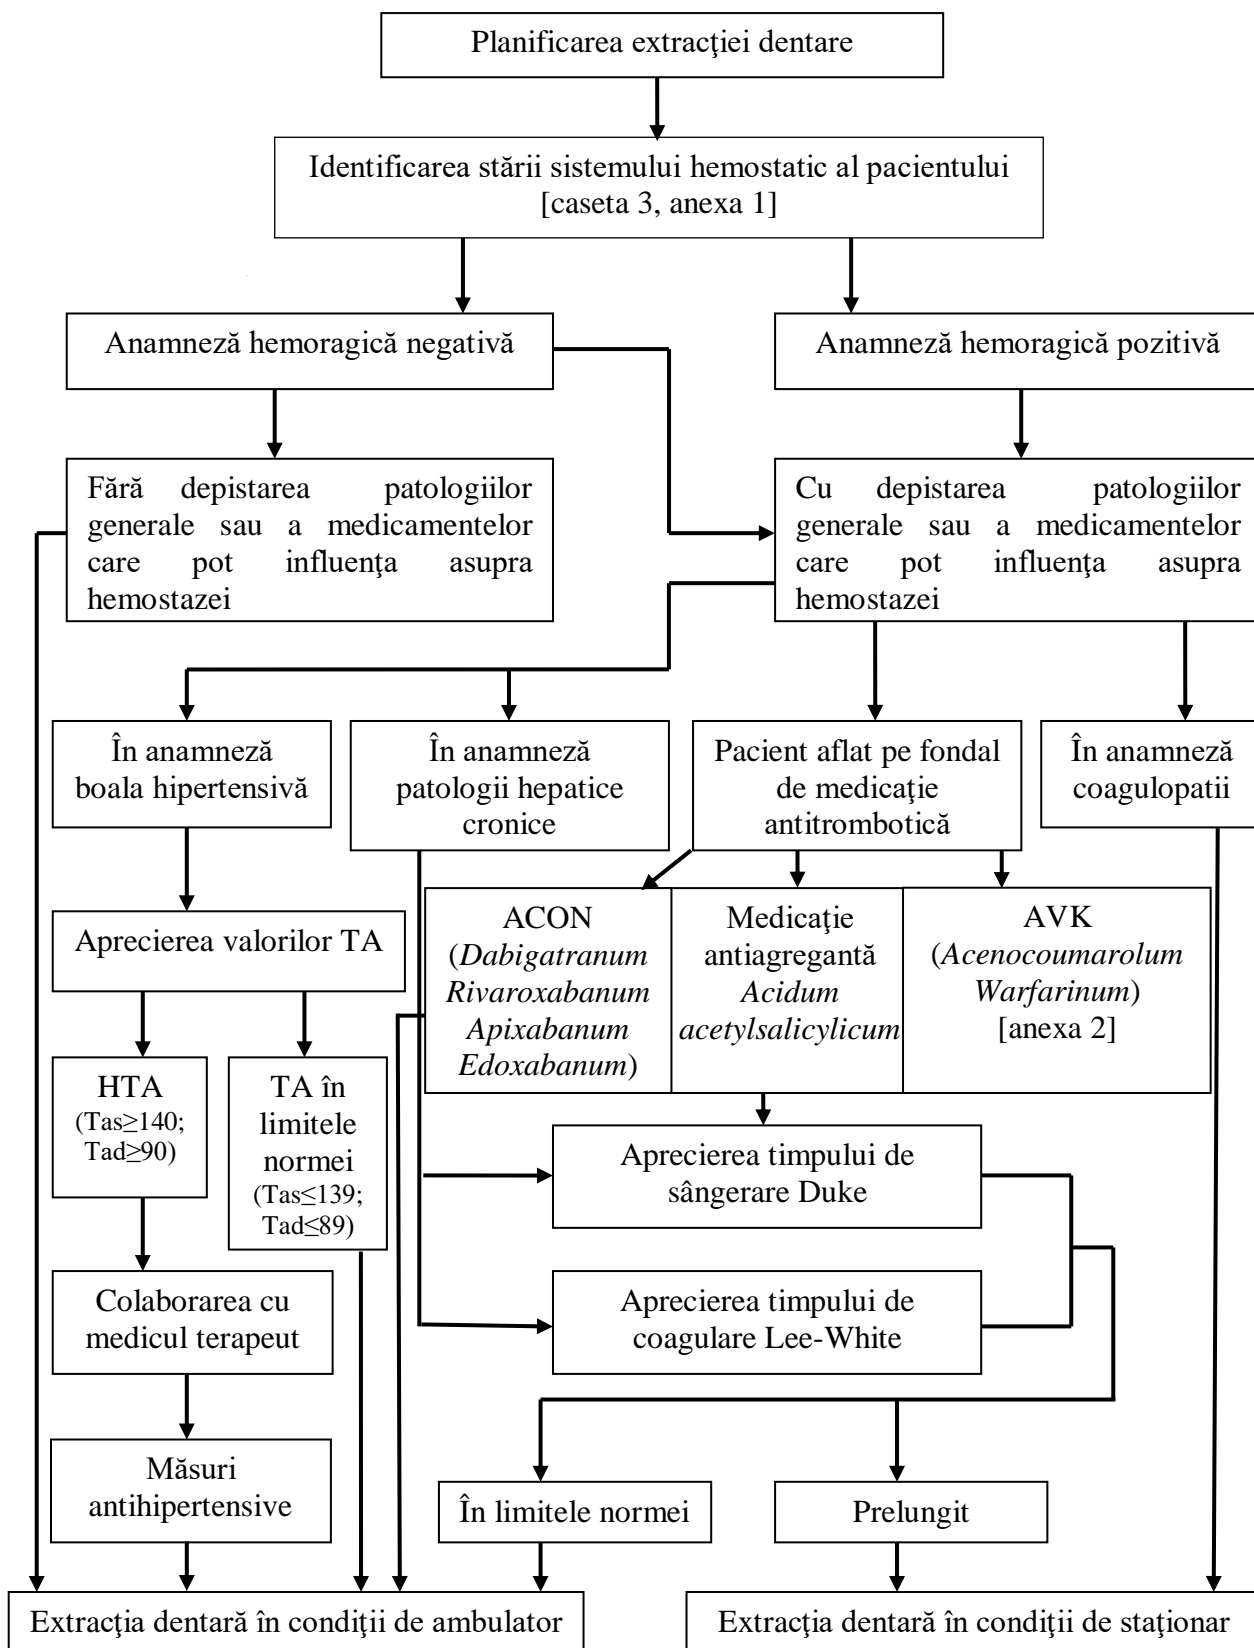 Planificarea extracţiei dentare
Identificarea stării sistemului hemostatic al pacientului
[caseta 3, anexa 1]
Anamneză hemoragică negativă
Anamneză hemoragică pozitivă
Fără depistarea patologiilor
generale sau a medicamentelor
care pot influenţa asupra
hemostazei
Cu depistarea patologiilor
generale sau a medicamentelor
care pot influenţa asupra
hemostazei
În anamneză
boala hipertensivă
În anamneză
patologii hepatice
cronice
Pacient aflat pe fondal
de medicaţie
antitrombotică
În anamneză
coagulopatii
Aprecierea valorilor TA
ACON
(Dabigatranum
Rivaroxabanum
Apixabanum
Edoxabanum)
Medicaţie
antiagregantă
Acidum
acetylsalicylicum
AVK
(Acenocoumarolum
Warfarinum)
[anexa 2]
HTA
(Tas≥140;
Tad≥90)
TA în
limitele
normei
(Tas≤139;
Tad≤89)
Aprecierea timpului de
sângerare Duke
Colaborarea cu
medicul terapeut
Aprecierea timpului de
coagulare Lee-White
Măsuri
antihipertensive
În limitele normei
Prelungit
Extracţia dentară în condiţii de ambulator
Extracţia dentară în condiţii de staţionar